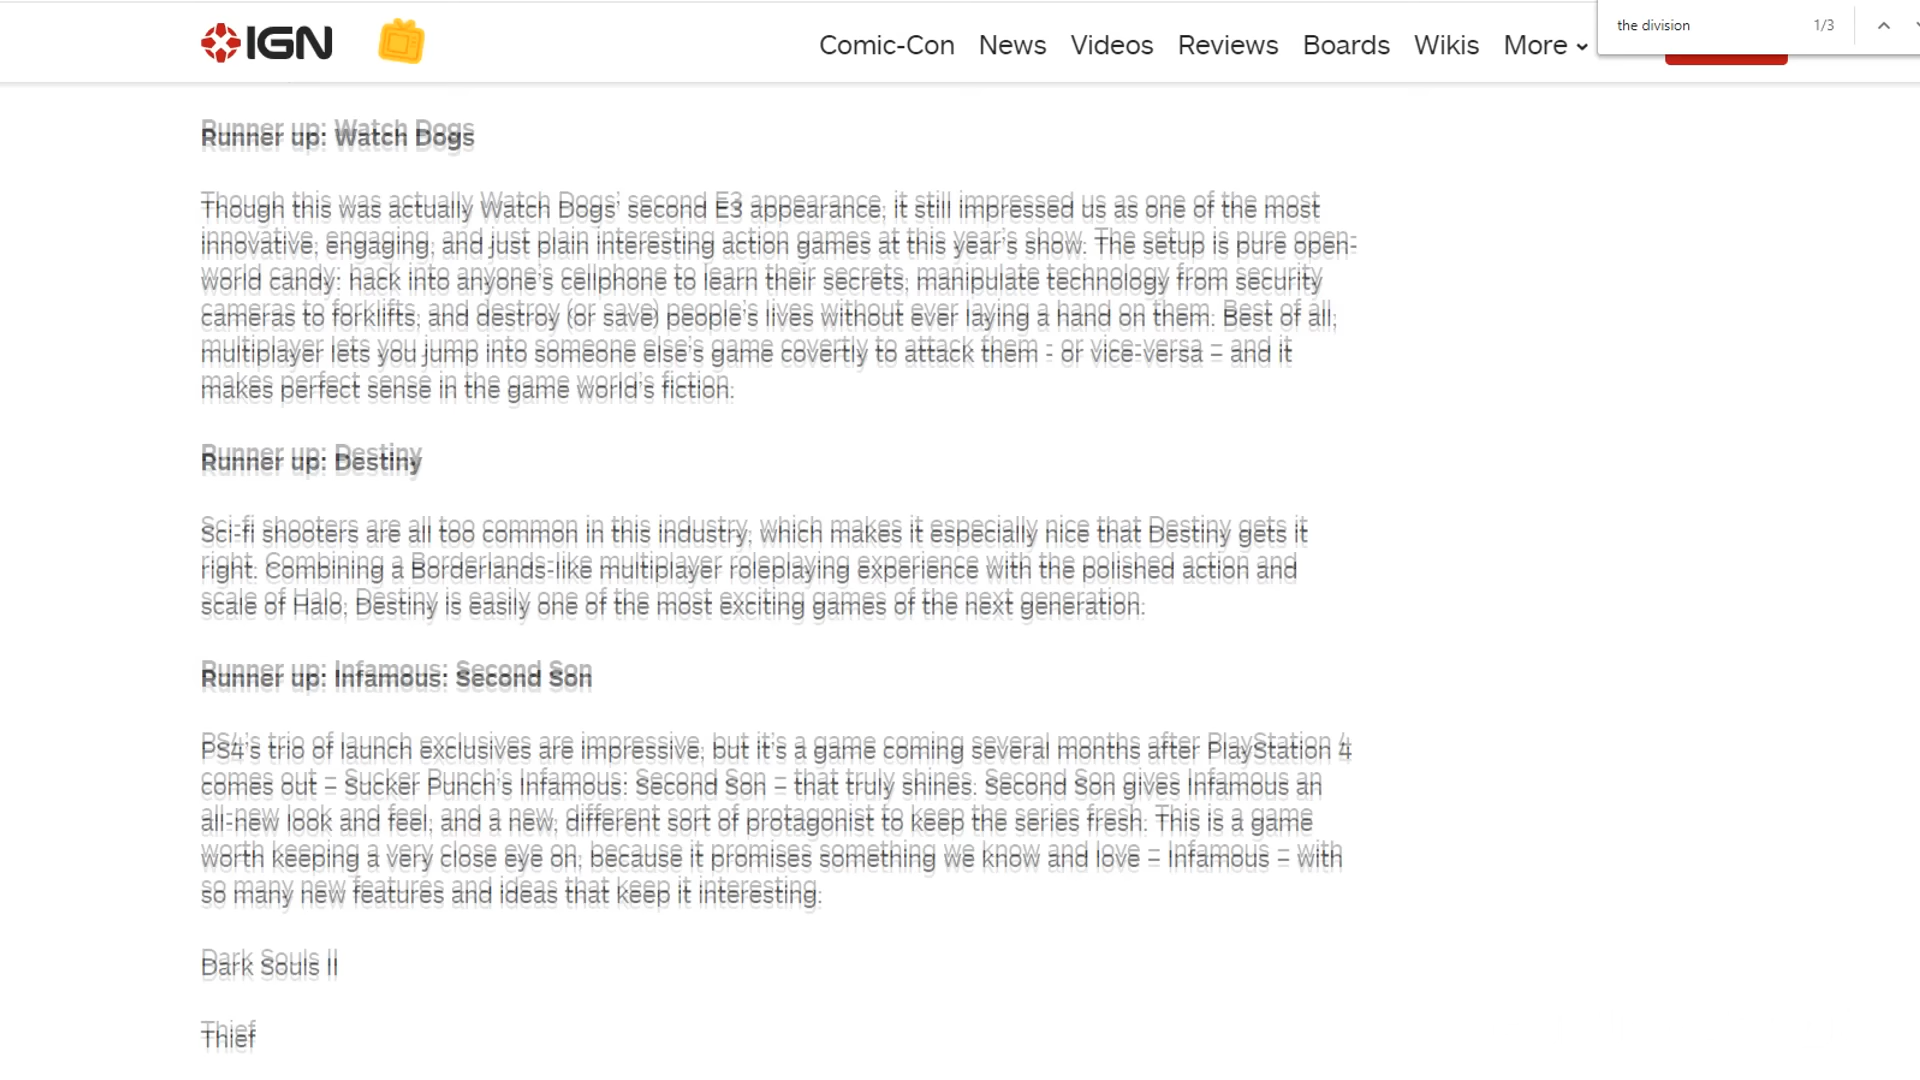 IGN
Comic-Con News Videos Reviews Boards Wikis More
the division 1/3
Runner up: Watch Dogs
Though this was actually Watch Dogs' second E3 appearance, it still impressed us as one of the most
innovative, engaging, and just plain interesting action games at this year's show. The setup is pure open-
world candy: hack into anyone's cellphone to learn their secrets, manipulate technology from security
cameras to forklifts, and destroy (or save) people's lives without ever laying a hand on them. Best of all,
multiplayer lets you jump into someone else's game covertly to attack them - or vice-versa – and it
makes perfect sense in the game world's fiction.
Runner up: Destiny
Sci-fi shooters are all too common in this industry, which makes it especially nice that Destiny gets it
right. Combining a Borderlands-like multiplayer roleplaying experience with the polished action and
scale of Halo, Destiny is easily one of the most exciting games of the next generation.
Runner up: Infamous: Second Son
PS4's trio of launch exclusives are impressive, but it's a game coming several months after PlayStation 4
comes out – Sucker Punch's Infamous: Second Son – that truly shines. Second Son gives Infamous an
all-new look and feel, and a new, different sort of protagonist to keep the series fresh. This is a game
worth keeping a very close eye on, because it promises something we know and love – Infamous – with
so many new features and ideas that keep it interesting.
Dark Souls II
Thief